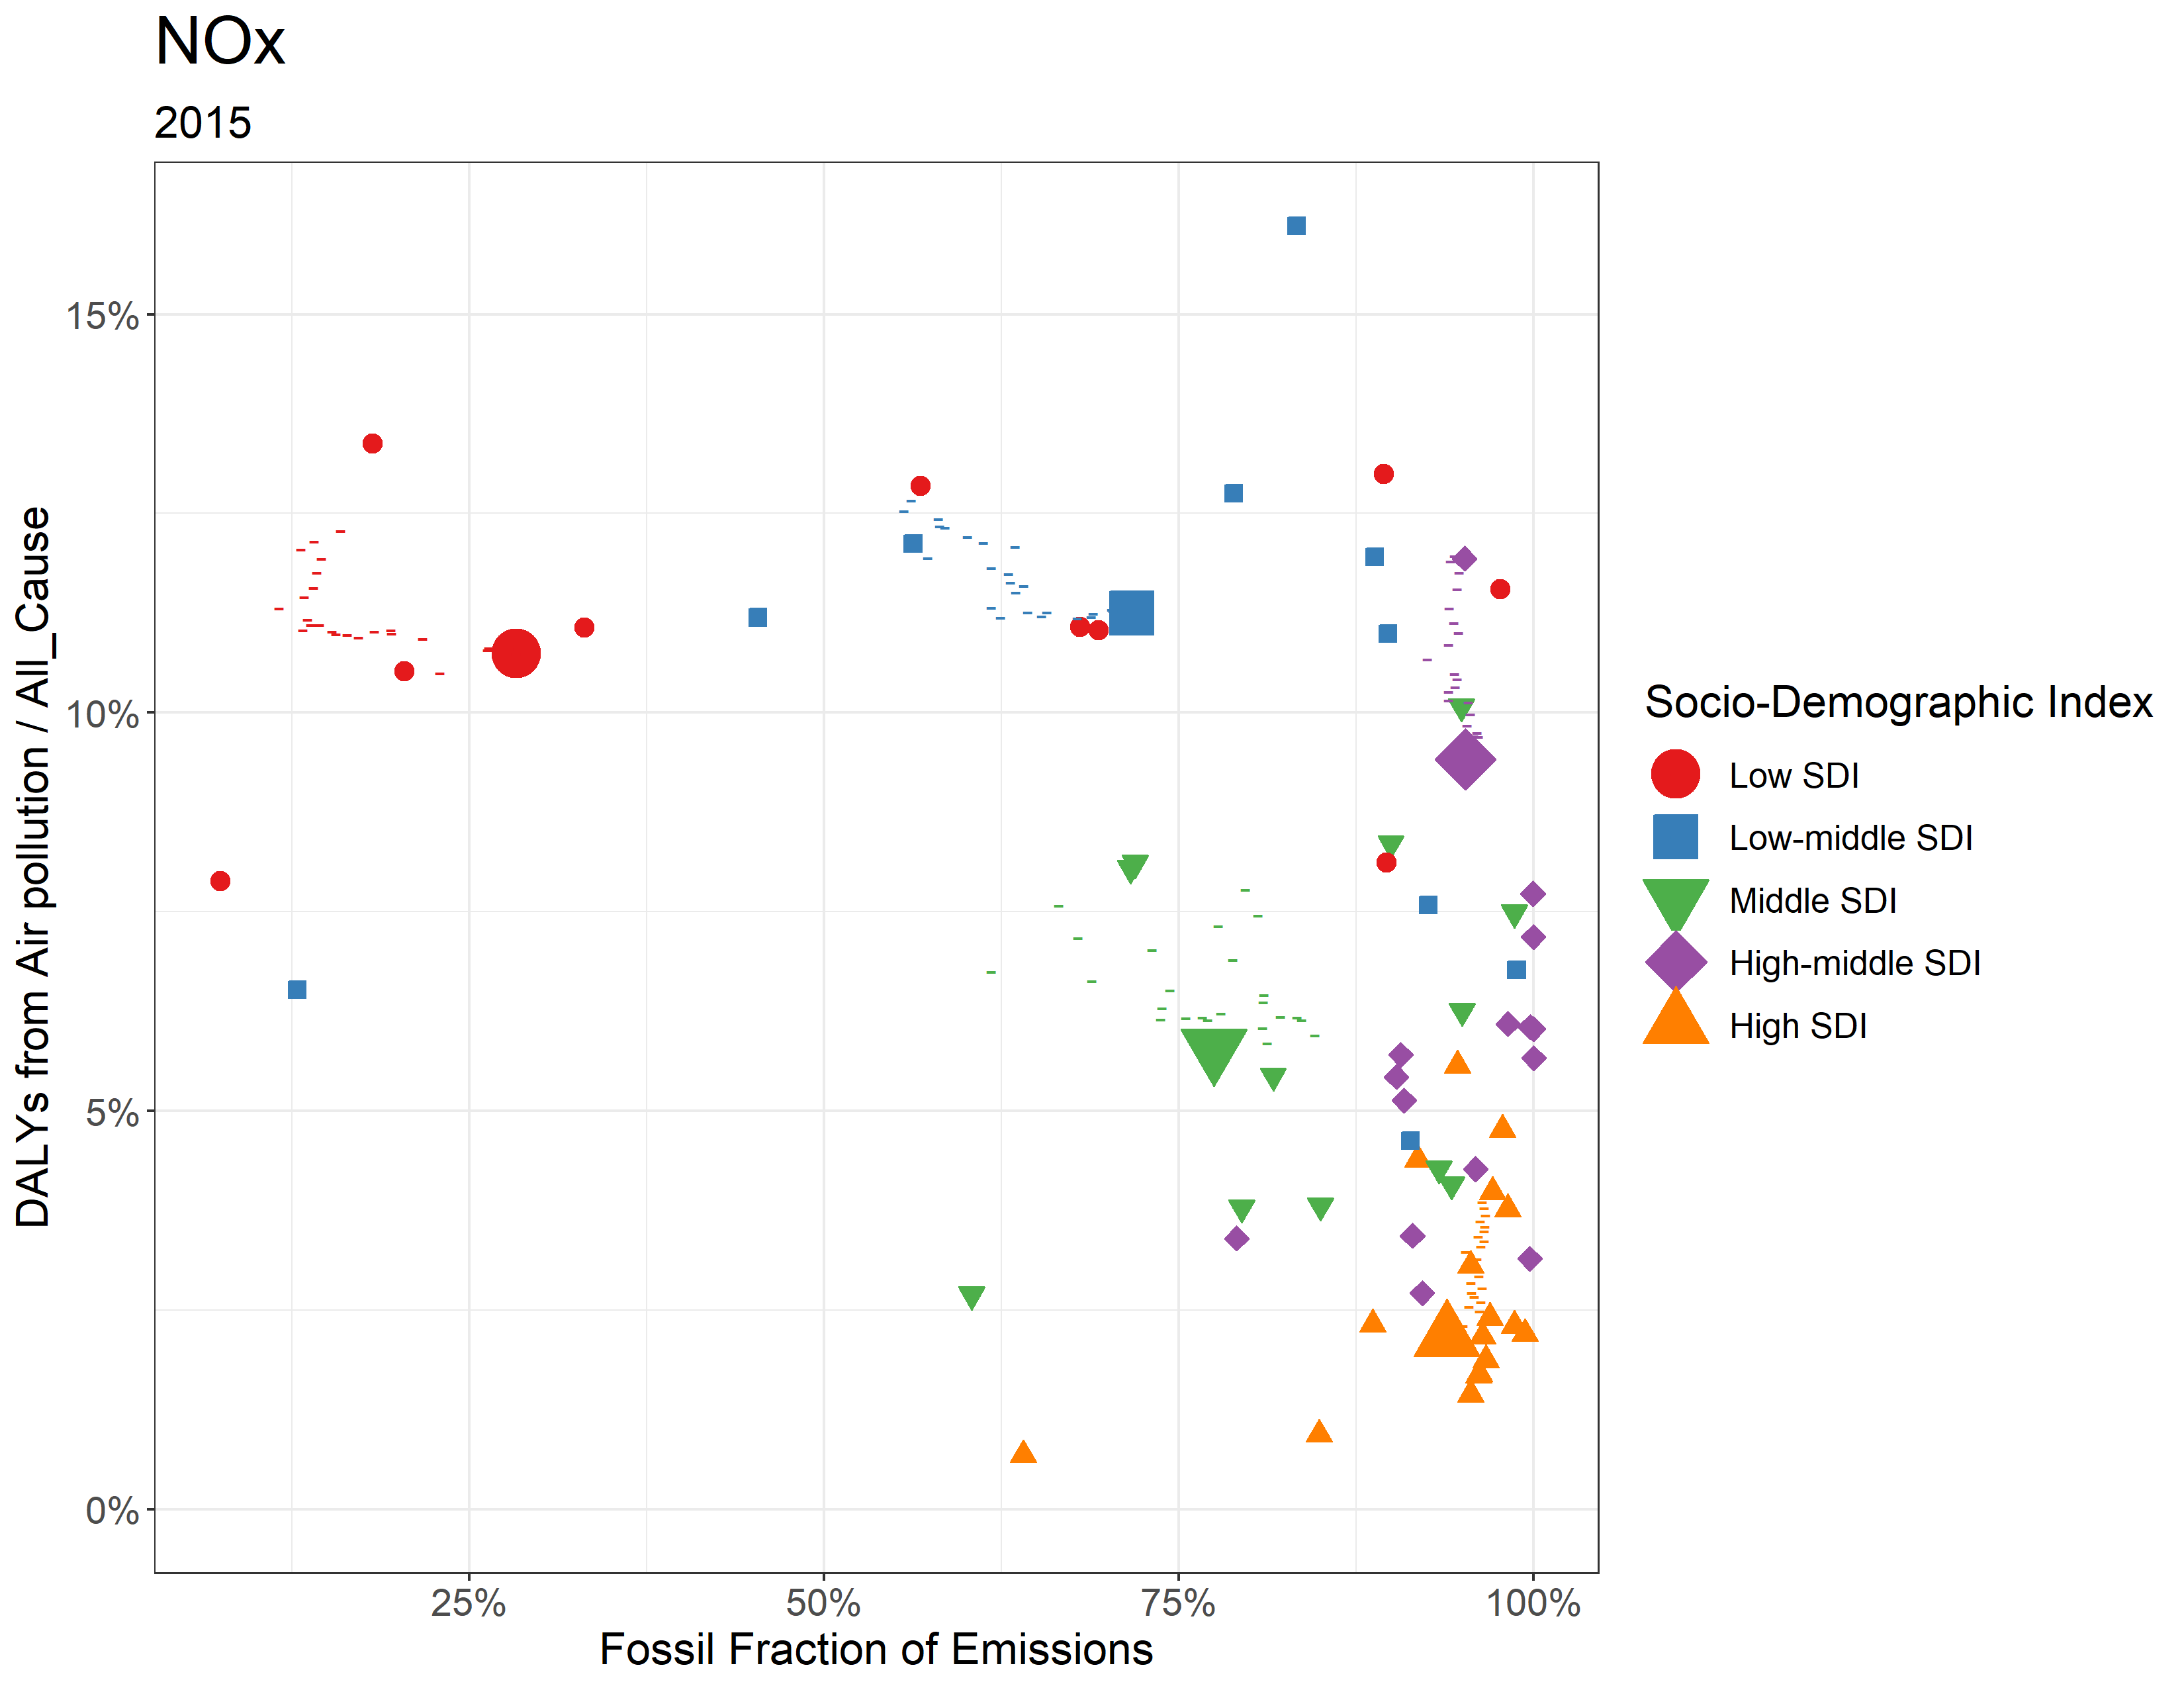 NOx
2015
15%
10%
5%
0%
DALYs from Air pollution / All_Cause
25% 50% 75% 100%
Fossil Fraction of Emissions
Socio-Demographic Index
Low SDI
Low-middle SDI
Middle SDI
High-middle SDI
High SDI